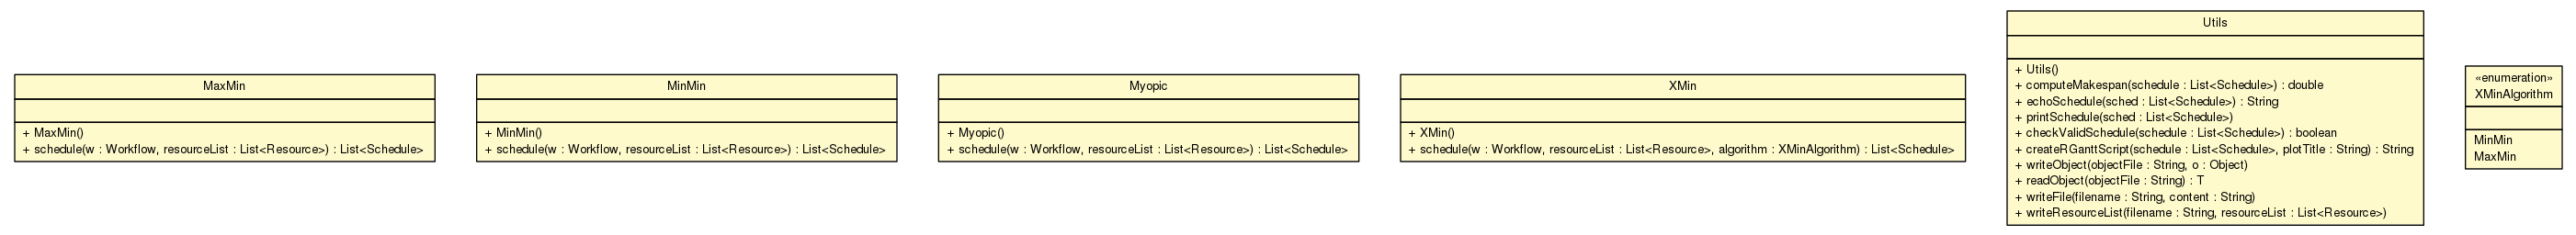 MaxMin
+ MaxMin()
+ schedule(w : Workflow, resourceList : List<Resource>) : List<Schedule>
MinMin
+ MinMin()
+ schedule(w : Workflow, resourceList : List<Resource>) : List<Schedule>
Myopic
+ Myopic()
+ schedule(w : Workflow, resourceList : List<Resource>) : List<Schedule>
XMin
+ XMin()
+ schedule(w : Workflow, resourceList : List<Resource>, algorithm : XMinAlgorithm) : List<Schedule>
Utils
+ Utils()
+ computeMakespan(schedule : List<Schedule>) : double
+ echoSchedule(sched : List<Schedule>) : String
+ printSchedule(sched : List<Schedule>)
+ checkValidSchedule(schedule : List<Schedule>) : boolean
+ createRGanttScript(schedule : List<Schedule>, plotTitle : String) : String
+ writeObject(objectFile : String, o : Object)
+ readObject(objectFile : String) : T
+ writeFile(filename : String, content : String)
+ writeResourceList(filename : String, resourceList : List<Resource>)
«enumeration»
XMinAlgorithm
MinMin
MaxMin